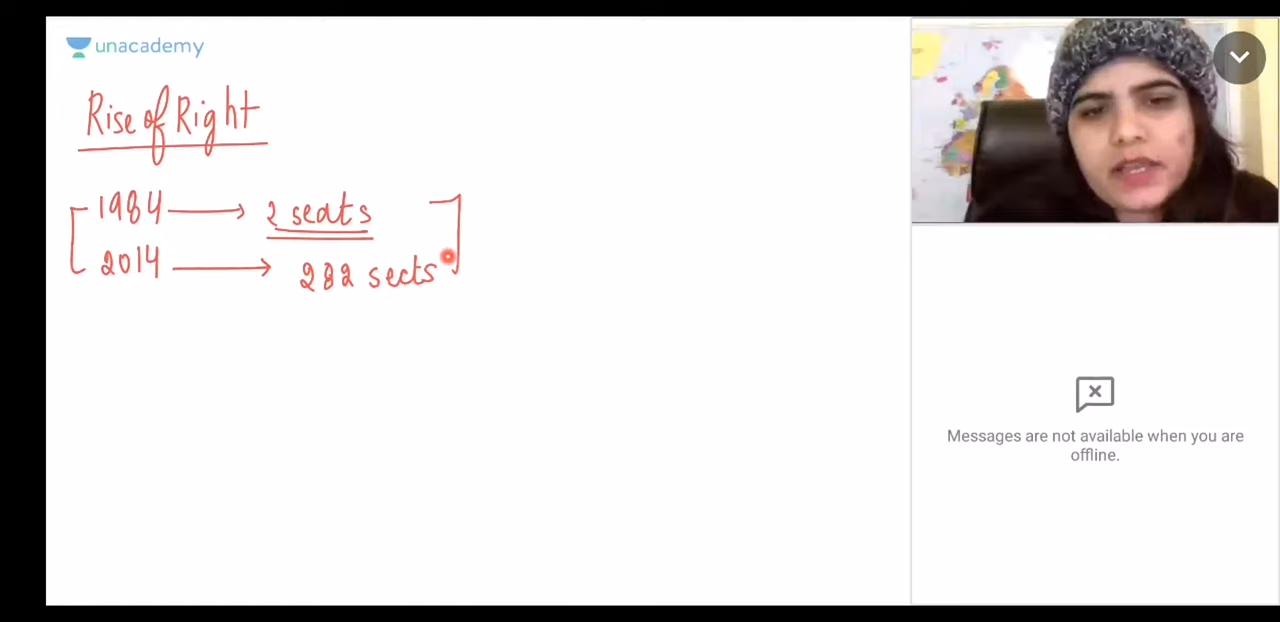 unacademy
Rise of Right
1984 → 2 seats
2014 → 282 seats
Messages are not available when you are
offline.